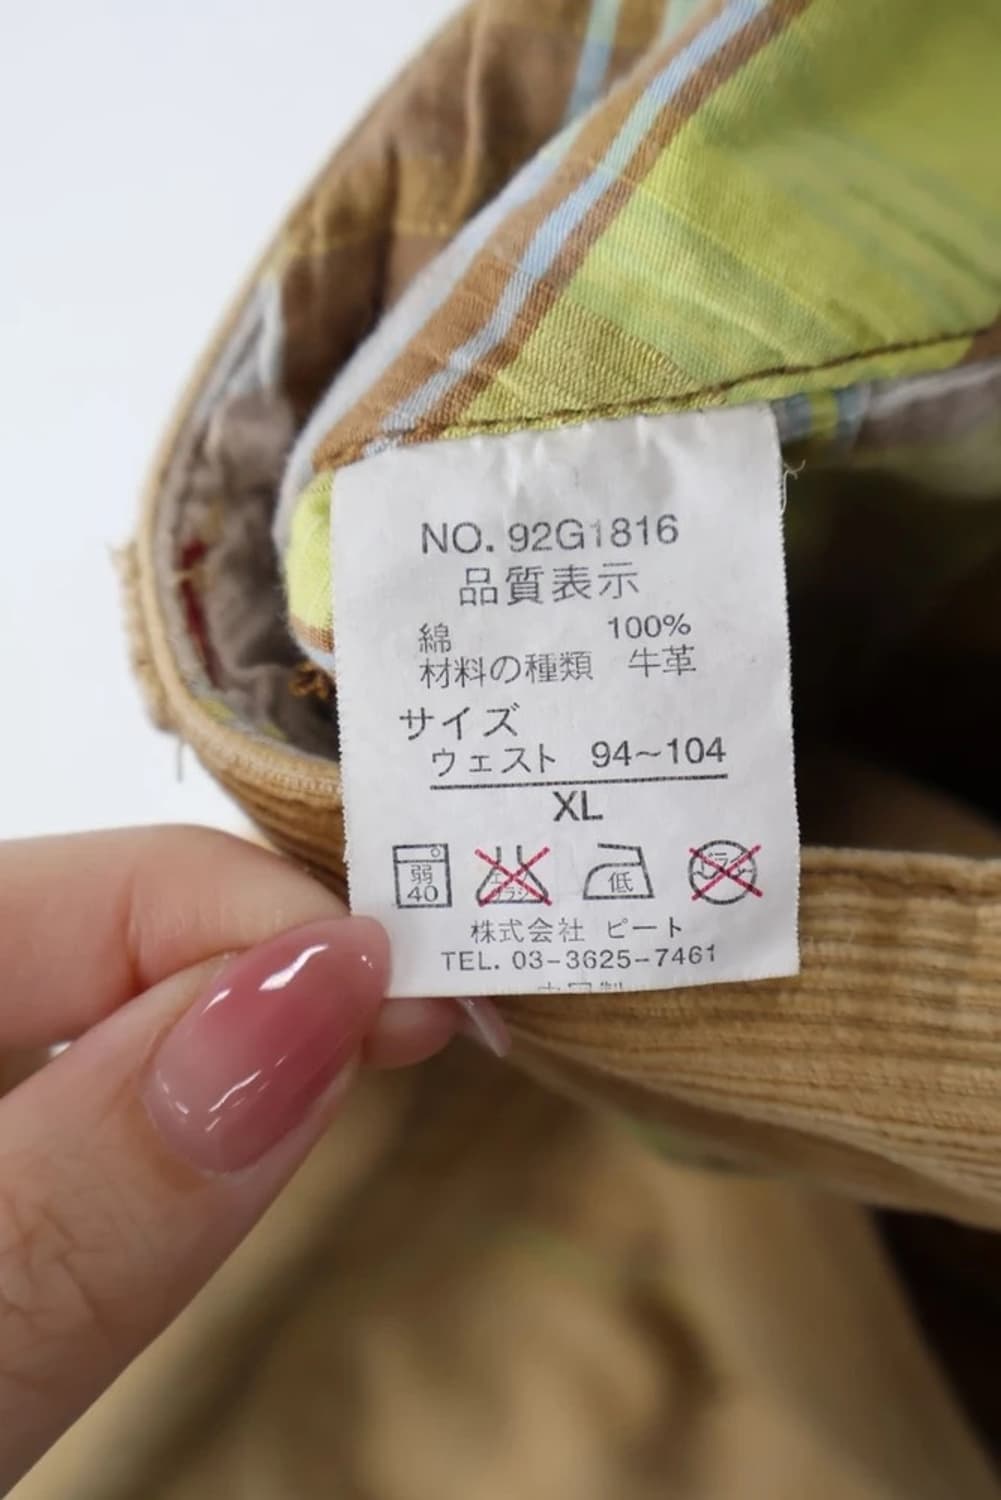 NO. 92G1816
品質表示
綿 100%
材料の種類 牛革
サイズ
ウェスト 94〜104
XL
弱 40
低
株式会社 ピート
TEL. 03-3625-7461